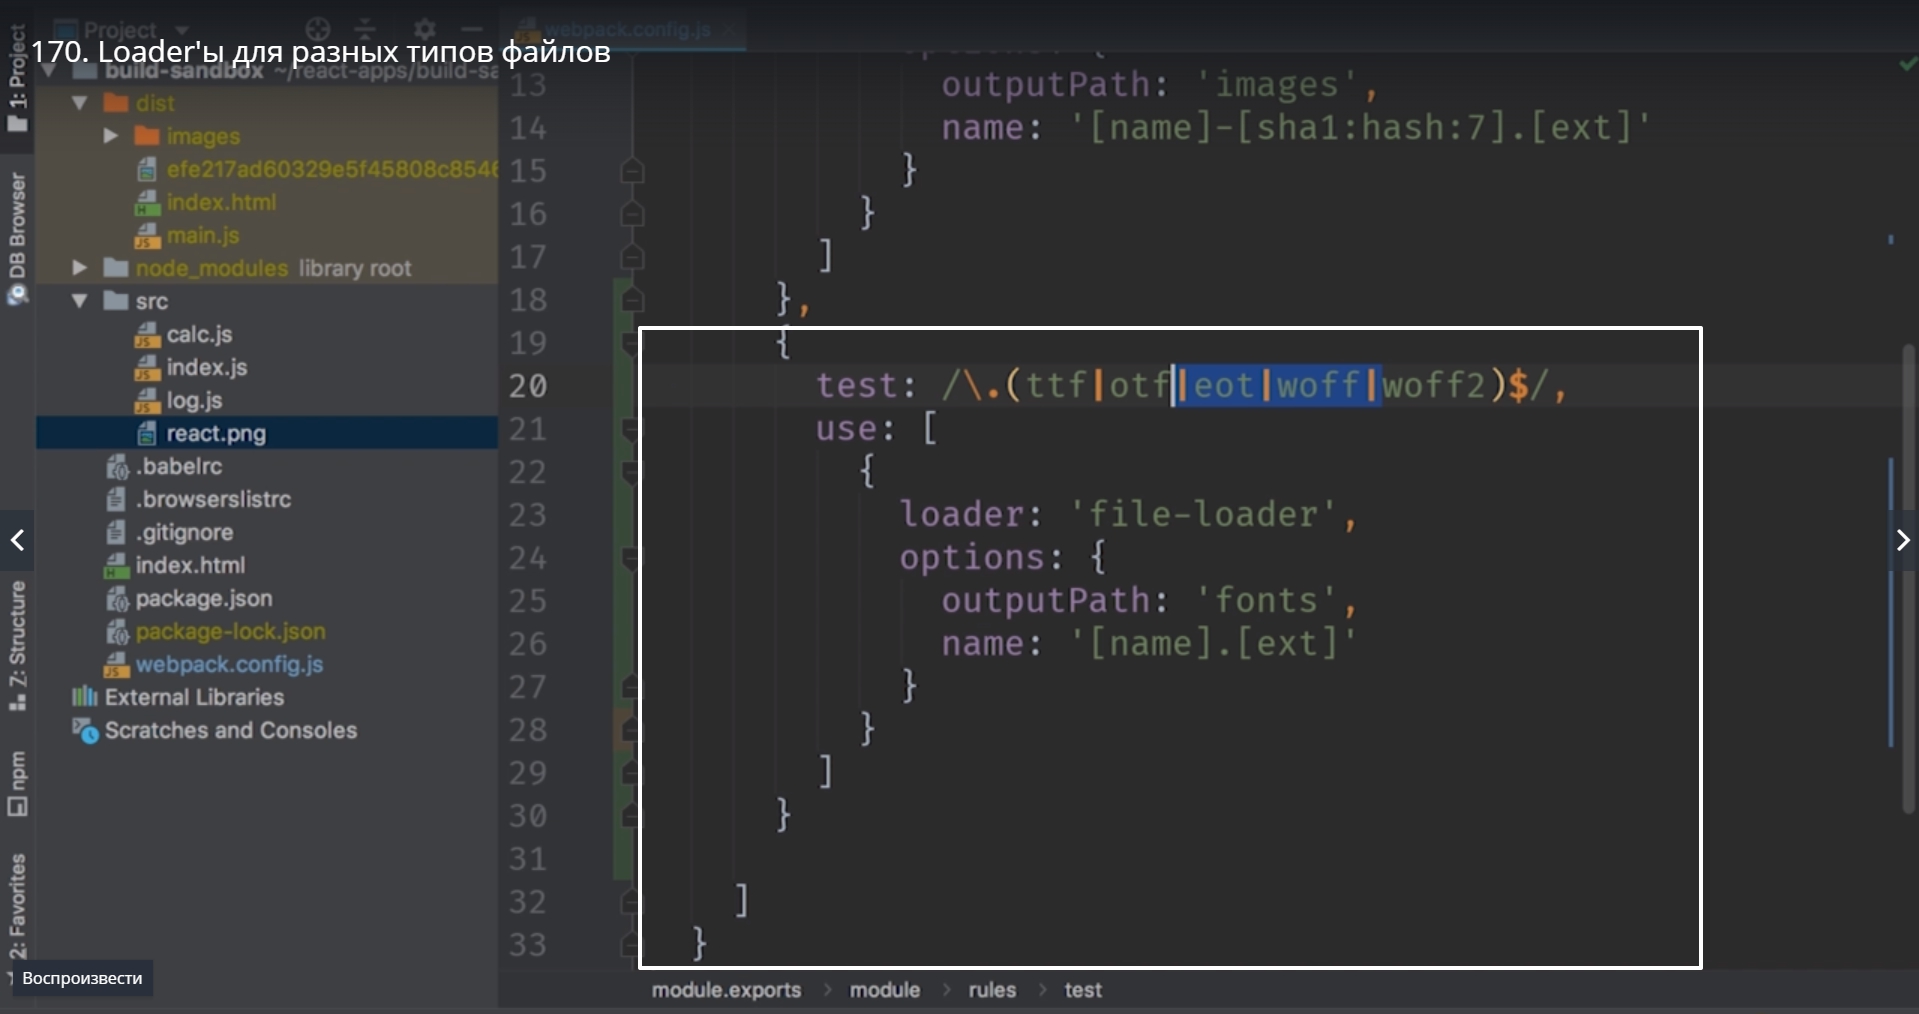 Project
webpack.config.js
170. Loader'ы для разных типов файлов
1: Project
DB Browser
Z: Structure
npm
2: Favorites
build-sandbox ~/react-apps/build-sa
dist
images
efe217ad60329e5f45808c8546
index.html
main.js
node_modules library root
src
calc.js
index.js
log.js
react.png
.babelrc
.browserslistrc
.gitignore
index.html
package.json
package-lock.json
webpack.config.js
External Libraries
Scratches and Consoles
Воспроизвести
13 outputPath: 'images',
14 name: '[name]-[sha1:hash:7].[ext]'
15 }
16 }
17 ]
18 },
19 {
20 test: /\.(ttf|otf|eot|woff|woff2)$/,
21 use: [
22 {
23 loader: 'file-loader',
24 options: {
25 outputPath: 'fonts',
26 name: '[name].[ext]'
27 }
28 }
29 ]
30 }
31
32 ]
33 }
module.exports > module > rules > test